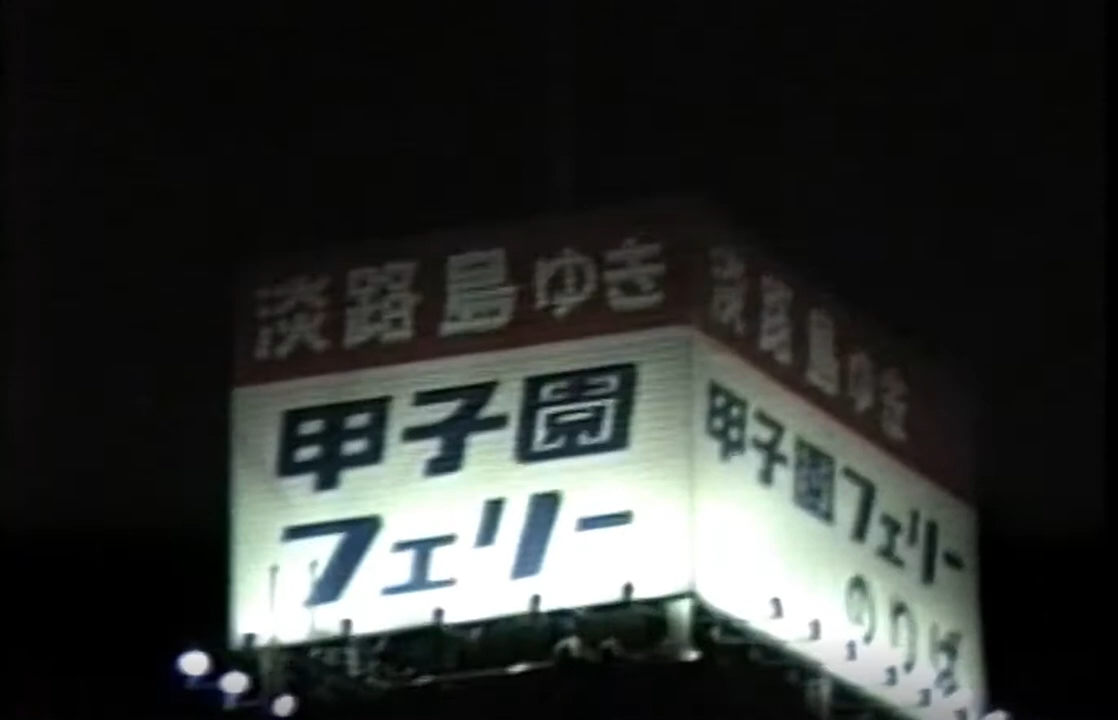 淡路島ゆき
甲子園
フェリー
淡路島ゆき
甲子園フェリー
のりば